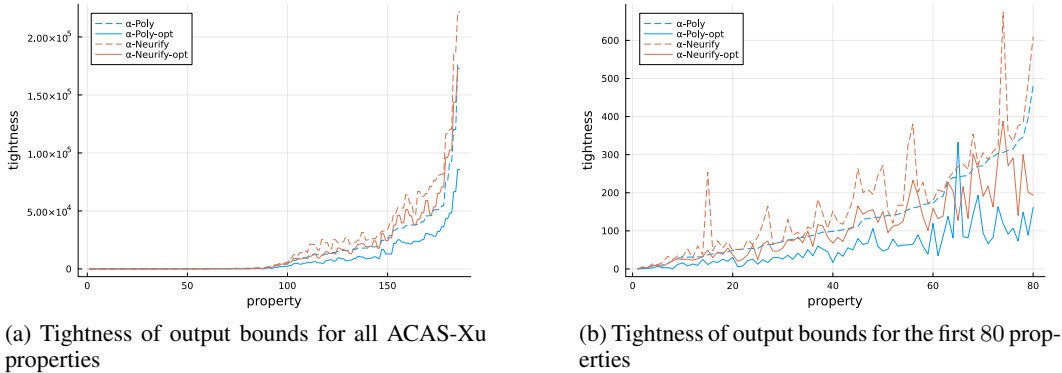 α-Poly
α-Poly-opt
α-Neurify
α-Neurify-opt
2.00×10⁵
1.50×10⁵
1.00×10⁵
5.00×10⁴
0
tightness
0 50 100 150
property
(a) Tightness of output bounds for all ACAS-Xu
properties
α-Poly
α-Poly-opt
α-Neurify
α-Neurify-opt
600
500
400
300
200
100
0
tightness
0 20 40 60 80
property
(b) Tightness of output bounds for the first 80 prop-
erties